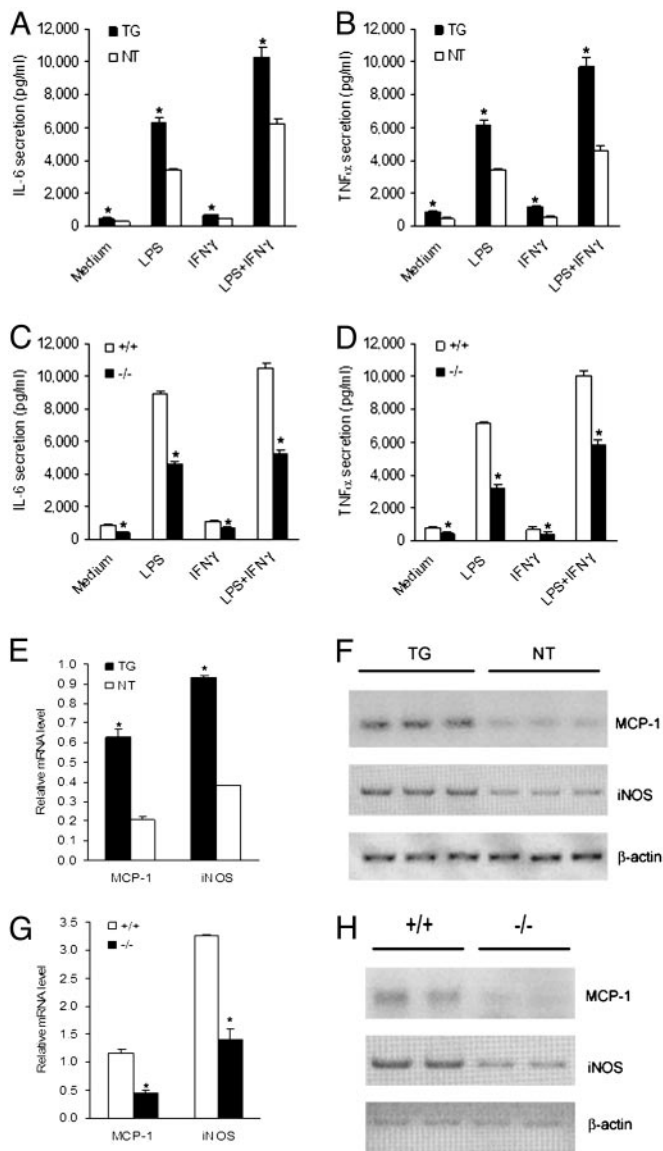 A
IL-6 secretion (pg/ml)
12,000
10,000
8,000
6,000
4,000
2,000
0
TG
NT
Medium
LPS
IFNγ
LPS+IFNγ
B
TNFα secretion (pg/ml)
12,000
10,000
8,000
6,000
4,000
2,000
0
TG
NT
Medium
LPS
IFNγ
LPS+IFNγ
C
IL-6 secretion (pg/ml)
12,000
10,000
8,000
6,000
4,000
2,000
0
+/+
-/-
Medium
LPS
IFNγ
LPS+IFNγ
D
TNFα secretion (pg/ml)
12,000
10,000
8,000
6,000
4,000
2,000
0
+/+
-/-
Medium
LPS
IFNγ
LPS+IFNγ
E
Relative mRNA level
1.0
0.9
0.8
0.7
0.6
0.5
0.4
0.3
0.2
0.1
0.0
TG
NT
MCP-1 iNOS
F
TG NT
MCP-1
iNOS
β-actin
G
Relative mRNA level
3.5
3.0
2.5
2.0
1.5
1.0
0.5
0.0
+/+
-/-
MCP-1 iNOS
H
+/+ -/-
MCP-1
iNOS
β-actin